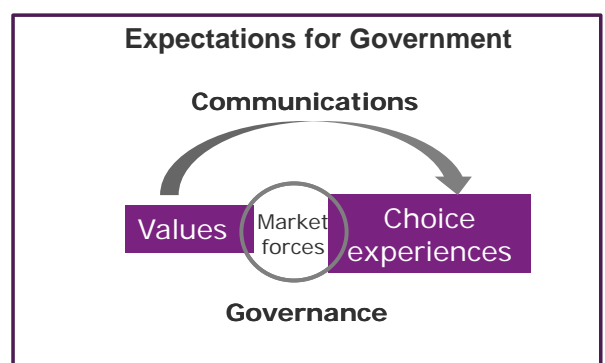 Expectations for Government
Communications
Values
Market
forces
Choice
experiences
Governance